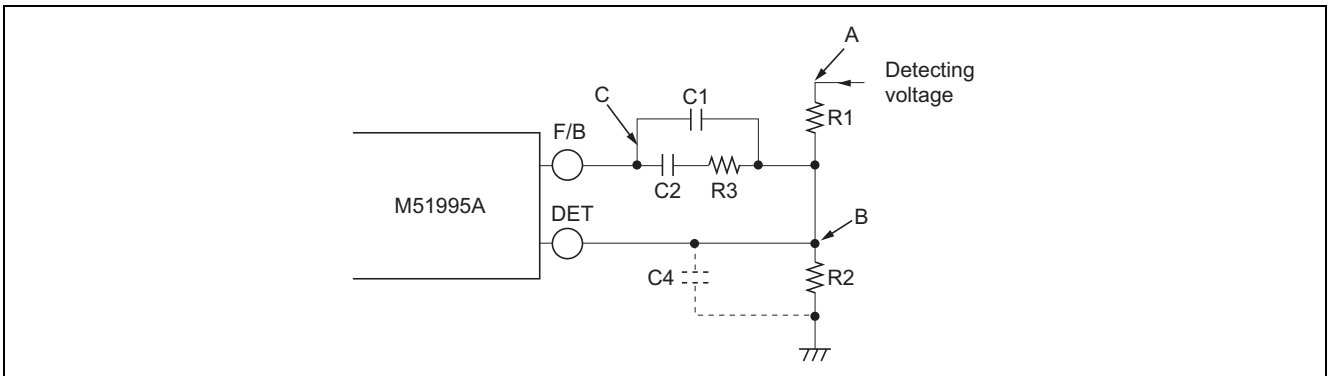 A
Detecting
voltage
C
C1
R1
F/B
C2
R3
M51995A
DET
B
C4
R2